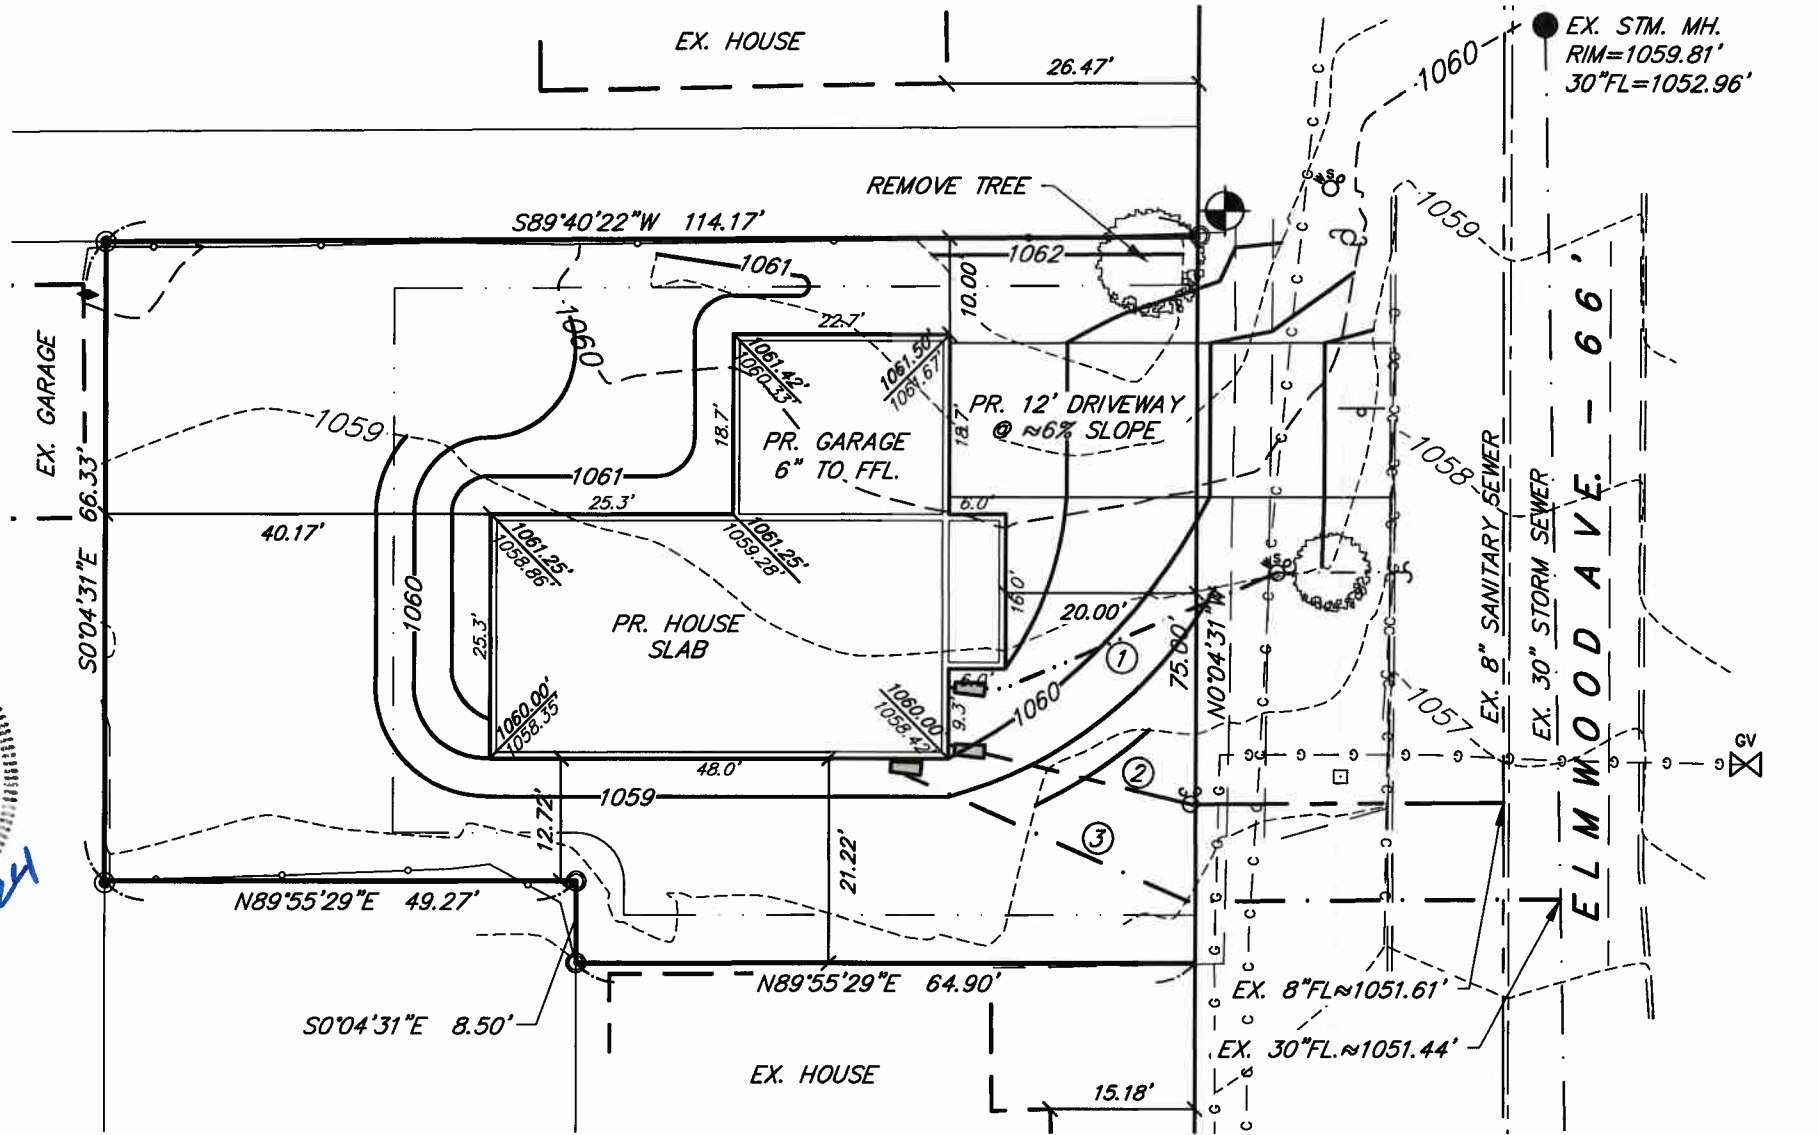 EX. HOUSE
26.47'
1060
EX. STM. MH.
RIM=1059.81'
30"FL=1052.96'
REMOVE TREE
S89°40'22"W 114.17'
1061
1062
1059
10.00'
1060
22.7'
1061.42'
1060.33'
1061.50'
1061.67'
EX. GARAGE
1059
18.7'
PR. GARAGE
6" TO FFL.
18.7'
PR. 12' DRIVEWAY
@ ≈6% SLOPE
1058
1061
25.3'
6.0'
40.17'
S0°04'31"E 66.33'
1061.25'
1058.86'
1061.25'
1059.28'
1060
25.3'
PR. HOUSE
SLAB
16.0'
20.00'
1
75.00'
N0°04'31"W
1057
EX. 8" SANITARY SEWER
EX. 30" STORM SEWER
ELMWOOD AVE. - 66'
1060.00'
1058.35'
1060.00'
1058.42'
6.0'
9.3'
1060
GV
48.0'
1059
2
12.72'
21.22'
3
N89°55'29"E 49.27'
N89°55'29"E 64.90'
EX. 8"FL≈1051.61'
S0°04'31"E 8.50'
EX. 30"FL.≈1051.44'
EX. HOUSE
15.18'